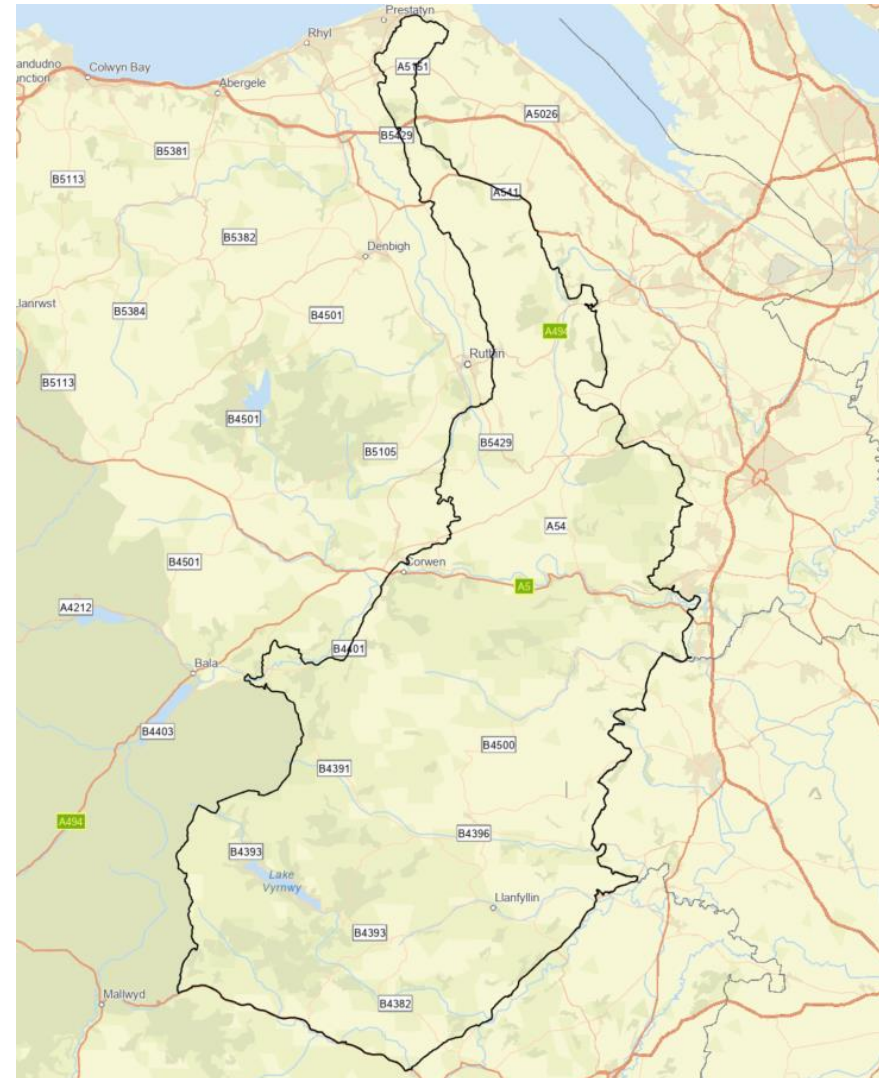 Prestatyn
Rhyl
Colwyn Bay
andudno
unction
Abergele
A5151
A5026
B5429
B5381
B5113
A541
B5382
Denbigh
Llanrwst
B5384
B4501
A494
Ruthin
B5113
B4501
B5105
B5429
A54
B4501
Corwen
A5
A4212
B4401
Bala
B4403
B4500
B4391
A494
B4396
B4393
Lake
Vyrnwy
Llanfyllin
B4393
Mallwyd
B4382